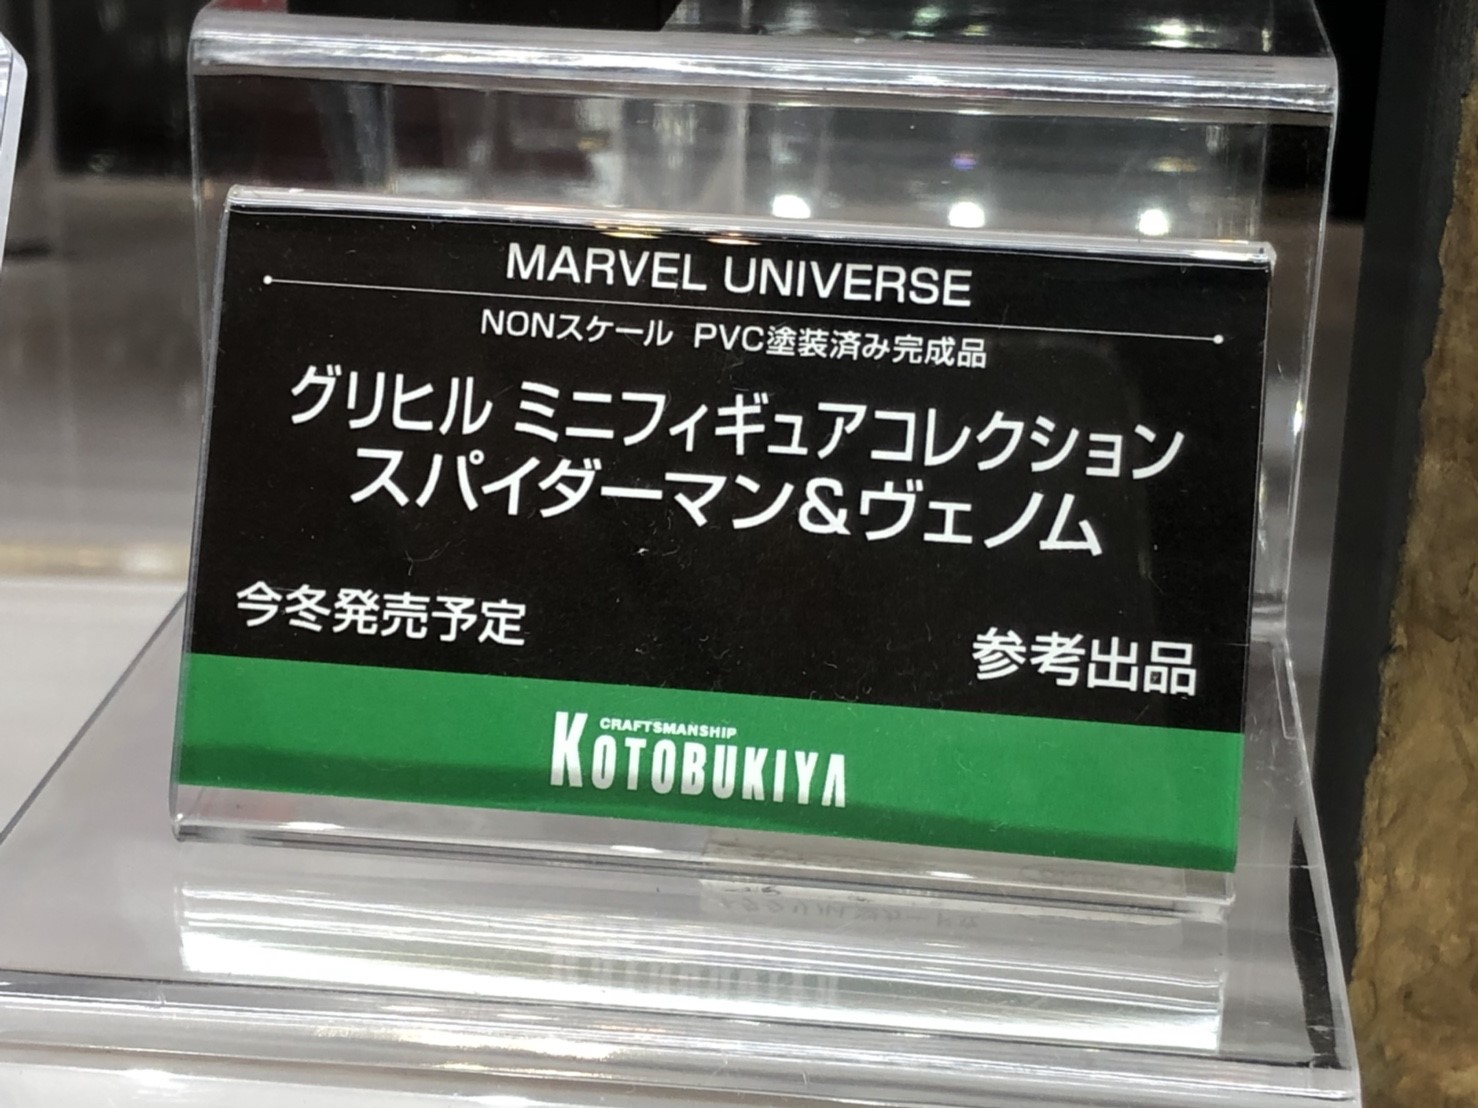 MARVEL UNIVERSE
NONスケール PVC塗装済み完成品
グリヒル ミニフィギュアコレクション
スパイダーマン&ヴェノム
今冬発売予定
参考出品
CRAFTSMANSHIP
KOTOBUKIYA